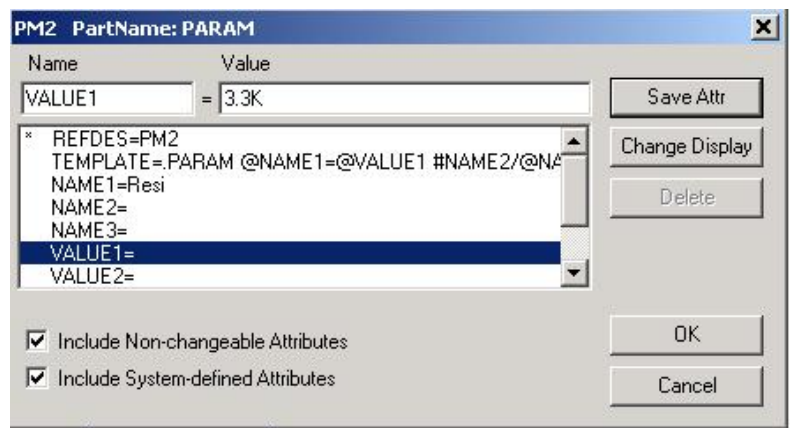 PM2 PartName: PARAM
Name Value
VALUE1 = 3.3K
Save Attr
* REFDES=PM2
TEMPLATE=.PARAM @NAME1=@VALUE1 #NAME2/@NA
NAME1=Resi
NAME2=
NAME3=
VALUE1=
VALUE2=
Change Display
Delete
Include Non-changeable Attributes
Include System-defined Attributes
OK
Cancel